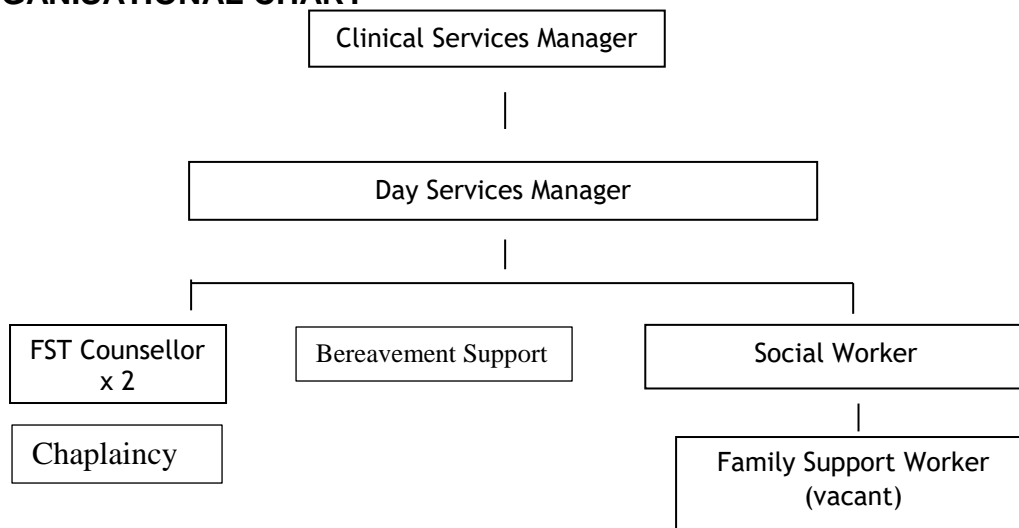 Clinical Services Manager
Day Services Manager
FST Counsellor
x 2
Bereavement Support
Social Worker
Chaplaincy
Family Support Worker
(vacant)